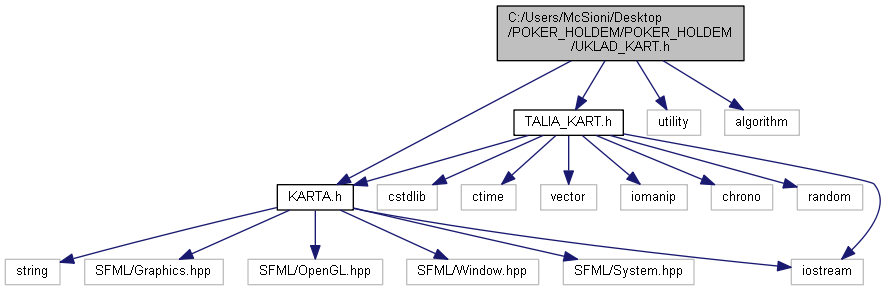 C:/Users/McSioni/Desktop
/POKER_HOLDEM/POKER_HOLDEM
/UKLAD_KART.h
TALIA_KART.h
utility
algorithm
KARTA.h
cstdlib
ctime
vector
iomanip
chrono
random
string
SFML/Graphics.hpp
SFML/OpenGL.hpp
SFML/Window.hpp
SFML/System.hpp
iostream